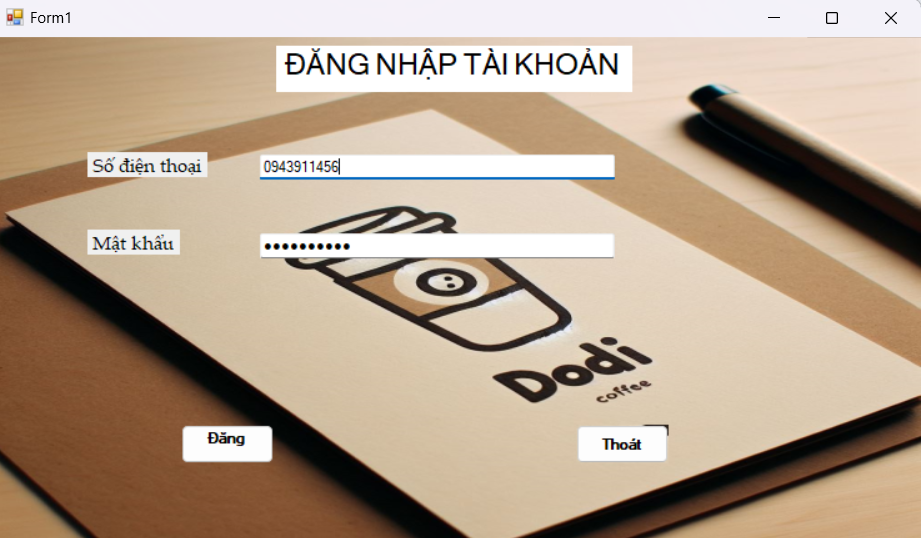 Form1
ĐĂNG NHẬP TÀI KHOẢN
Số điện thoại
0943911456
Mật khẩu
••••••••••
Dodi
coffee
Đăng
Thoát